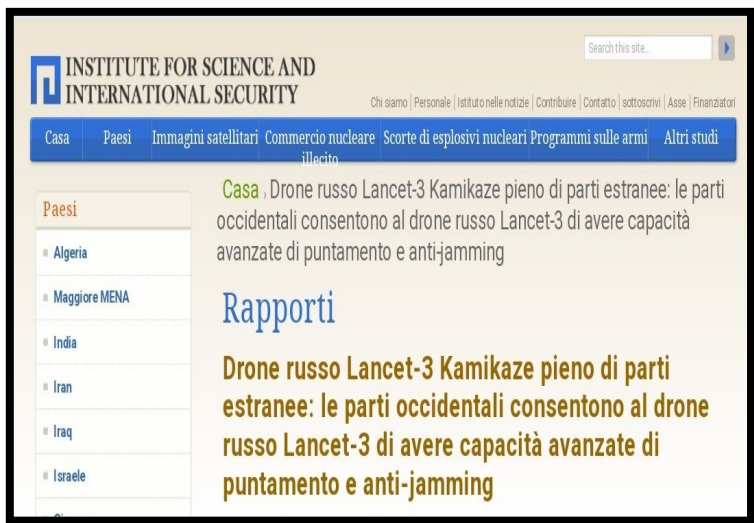 Search this site...
INSTITUTE FOR SCIENCE AND
INTERNATIONAL SECURITY
Chi siamo | Personale | Istituto nelle notizie | Contribuire | Contatto | sottoscrivi | Asse | Finanziatori
Casa Paesi Immagini satellitari Commercio nucleare Scorte di esplosivi nucleari Programmi sulle armi Altri studi
illecito
Paesi
Algeria
Maggiore MENA
India
Iran
Iraq
Israele
Casa › Drone russo Lancet-3 Kamikaze pieno di parti estranee: le parti
occidentali consentono al drone russo Lancet-3 di avere capacità
avanzate di puntamento e anti-jamming
Rapporti
Drone russo Lancet-3 Kamikaze pieno di parti
estranee: le parti occidentali consentono al drone
russo Lancet-3 di avere capacità avanzate di
puntamento e anti-jamming